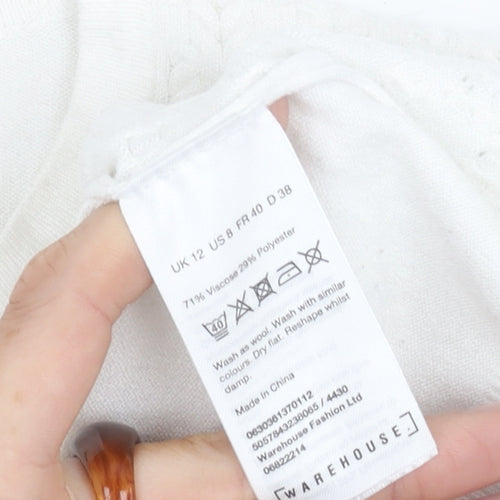 UK 12 US 8 FR 40 D 38
71% Viscose 29% Polyester
40
Wash as wool. Wash with similar
colours. Dry flat. Reshape whilst
damp.
Made in China
0630361370112
5057843238065 / 4430
Warehouse Fashion Ltd
06822214
WAREHOUSE